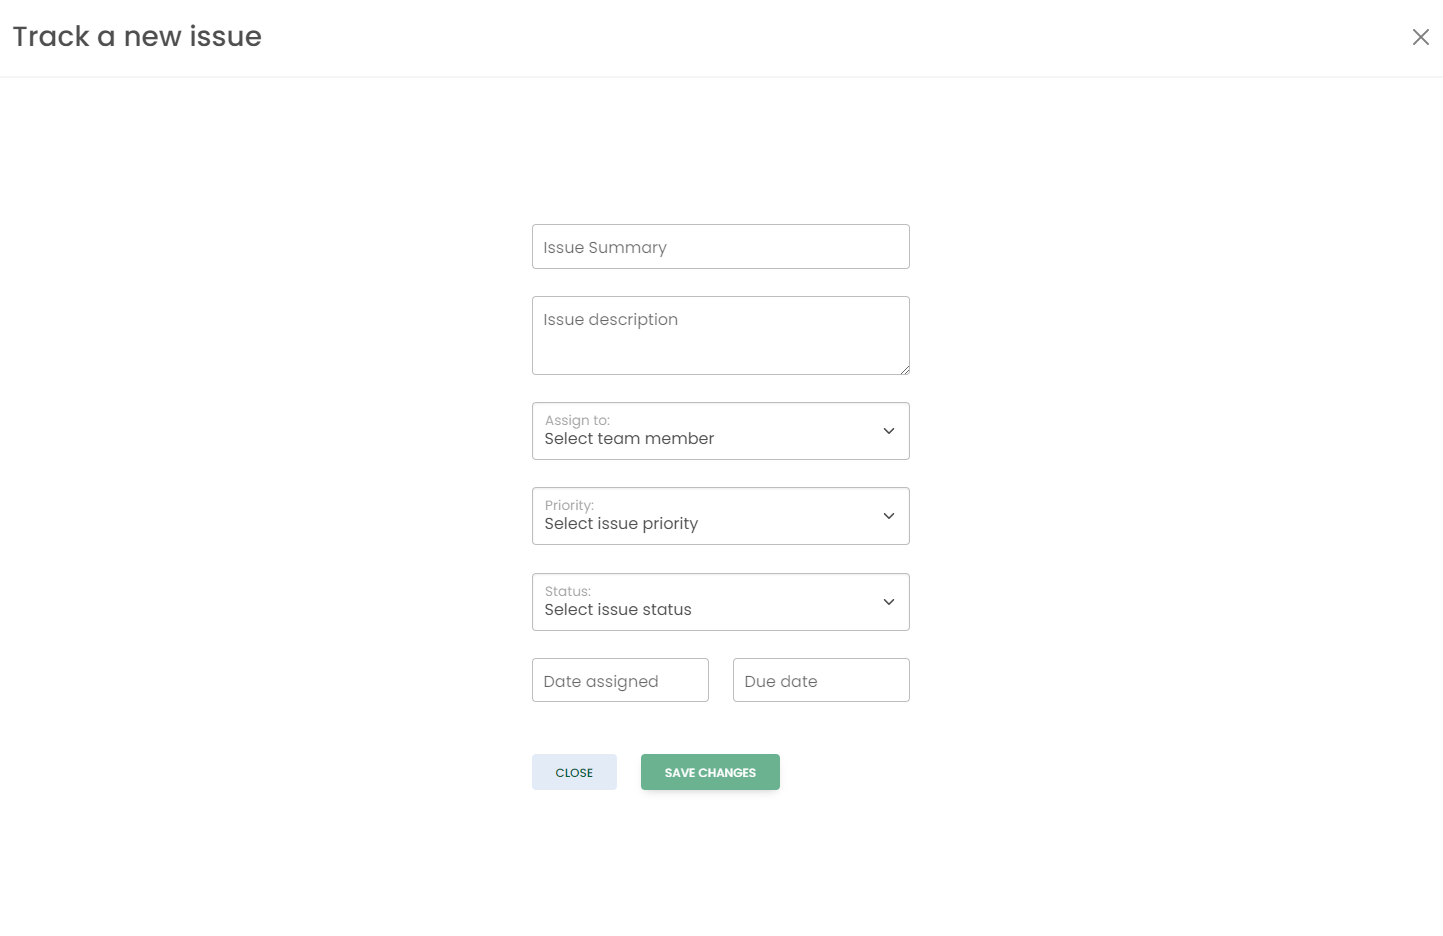 Track a new issue
Issue Summary
Issue description
Assign to:
Select team member
Priority:
Select issue priority
Status:
Select issue status
Date assigned
Due date
CLOSE
SAVE CHANGES